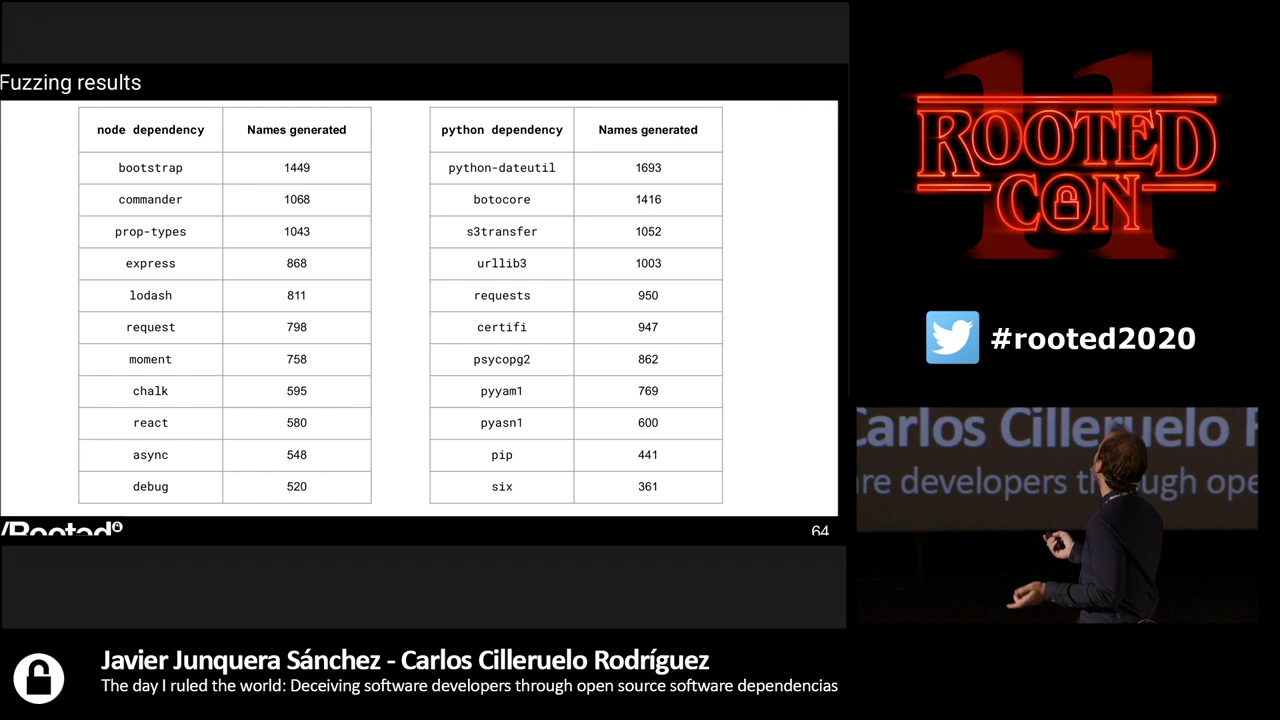 Fuzzing results
node dependency Names generated
bootstrap 1449
commander 1068
prop-types 1043
express 868
lodash 811
request 798
moment 758
chalk 595
react 580
async 548
debug 520
python dependency Names generated
python-dateutil 1693
botocore 1416
s3transfer 1052
urllib3 1003
requests 950
certifi 947
psycopg2 862
pyyam1 769
pyasn1 600
pip 441
six 361
/Rooted
64
11
ROOTED
CON
#rooted2020
Carlos Cilleruelo R
are developers through ope
Javier Junquera Sánchez - Carlos Cilleruelo Rodríguez
The day I ruled the world: Deceiving software developers through open source software dependencias